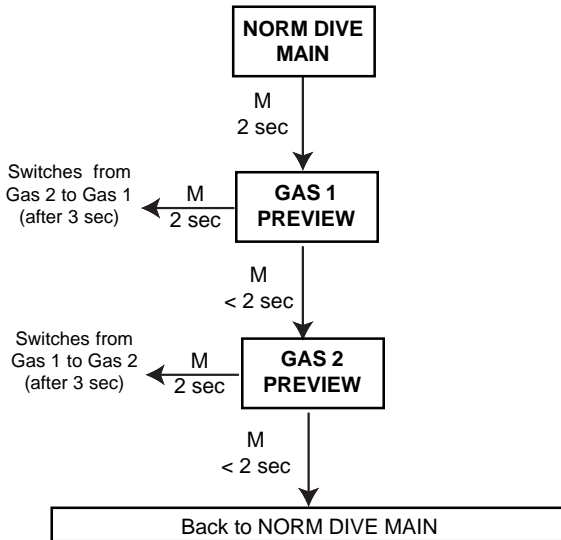 NORM DIVE
MAIN
M
2 sec
Switches from
Gas 2 to Gas 1
(after 3 sec)
M
2 sec
GAS 1
PREVIEW
M
< 2 sec
Switches from
Gas 1 to Gas 2
(after 3 sec)
M
2 sec
GAS 2
PREVIEW
M
< 2 sec
Back to NORM DIVE MAIN